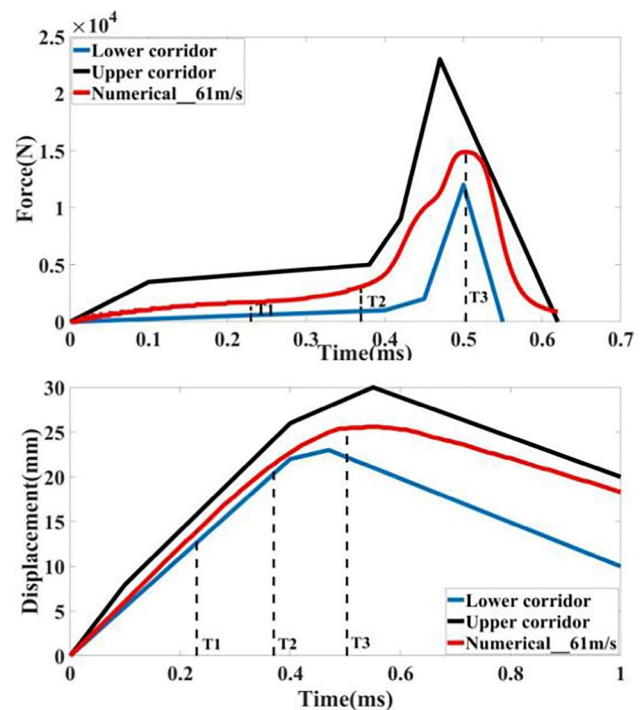 ×10⁴
2.5
2
1.5
1
0.5
0
Force(N)
Lower corridor
Upper corridor
Numerical__61m/s
T1
T2
T3
0 0.1 0.2 0.3 0.4 0.5 0.6 0.7
Time(ms)
30
25
20
15
10
5
0
Displacement(mm)
T1
T2
T3
Lower corridor
Upper corridor
Numerical__61m/s
0 0.2 0.4 0.6 0.8 1
Time(ms)